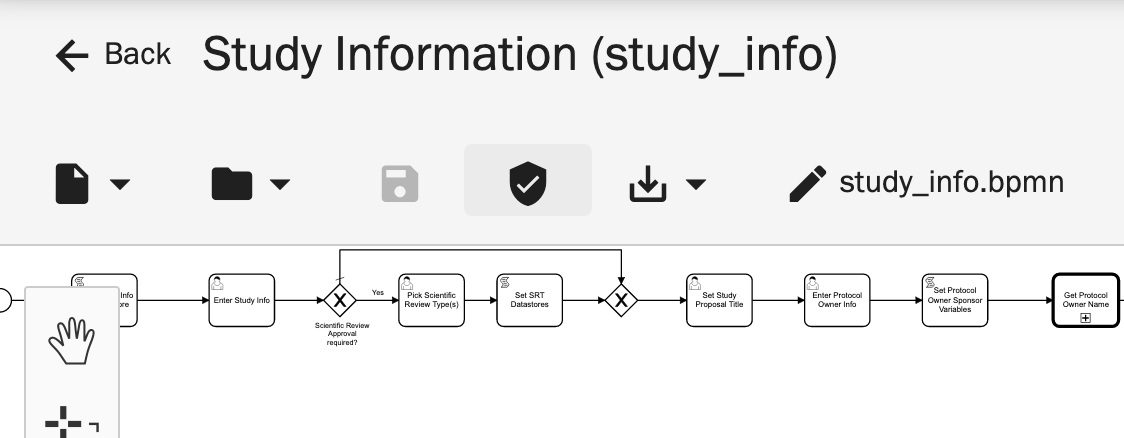 Back
Study Information (study_info)
study_info.bpmn
Info
Enter Study Info
Scientific Review
Approval
required?
Yes
Pick Scientific
Review Type(s)
Set SRT
Datastores
Set Study
Proposal Title
Enter Protocol
Owner Info
Set Protocol
Owner Sponsor
Variables
Get Protocol
Owner Name